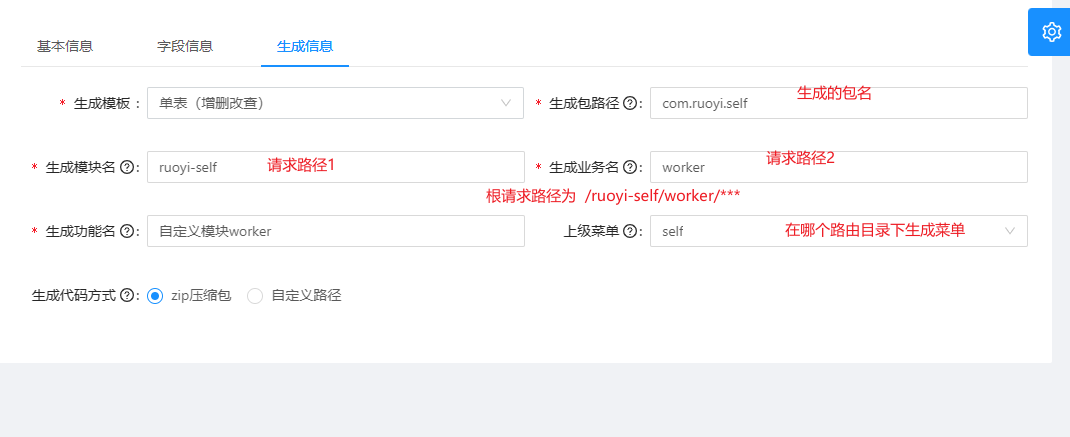 基本信息 字段信息 生成信息
* 生成模板 : 单表（增删改查） * 生成包路径 ? : com.ruoyi.self 生成的包名
* 生成模块名 ? : ruoyi-self 请求路径1 * 生成业务名 ? : worker 请求路径2
根请求路径为 /ruoyi-self/worker/***
* 生成功能名 ? : 自定义模块worker 上级菜单 ? : self 在哪个路由目录下生成菜单
生成代码方式 ? : zip压缩包 自定义路径